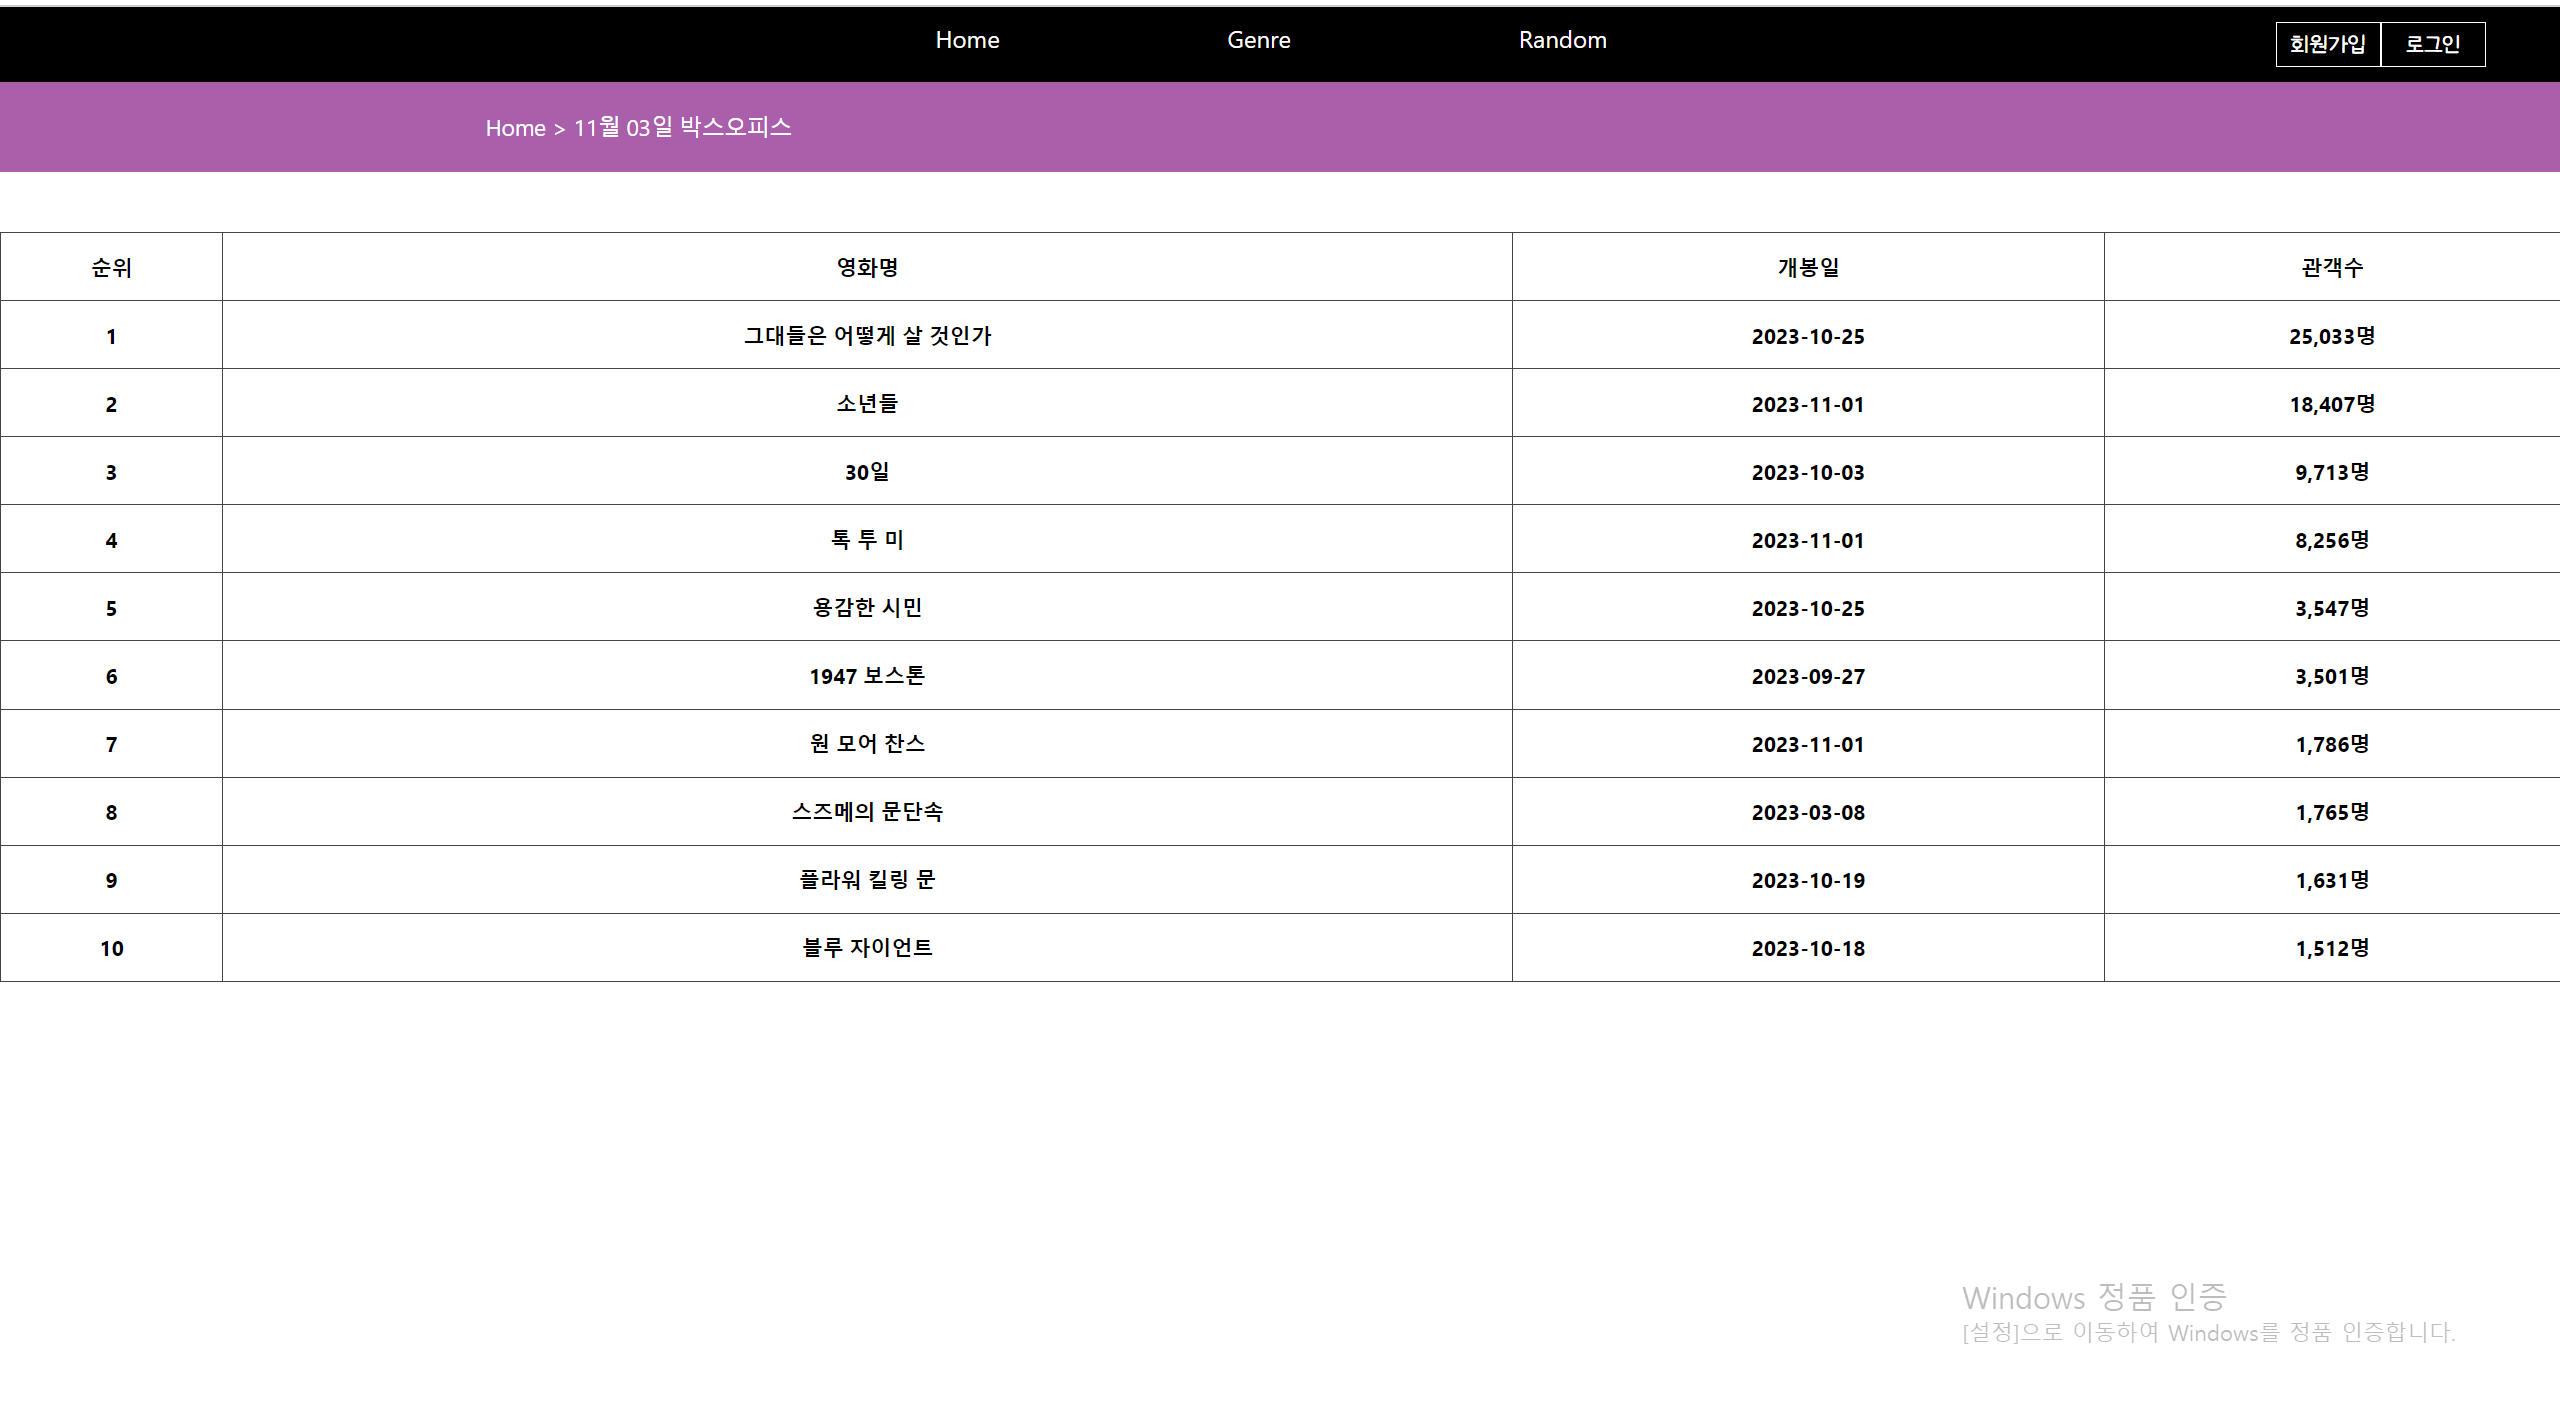 Home Genre Random 회원가입 로그인
Home > 11월 03일 박스오피스
순위 영화명 개봉일 관객수
1 그대들은 어떻게 살 것인가 2023-10-25 25,033명
2 소년들 2023-11-01 18,407명
3 30일 2023-10-03 9,713명
4 톡 투 미 2023-11-01 8,256명
5 용감한 시민 2023-10-25 3,547명
6 1947 보스톤 2023-09-27 3,501명
7 원 모어 찬스 2023-11-01 1,786명
8 스즈메의 문단속 2023-03-08 1,765명
9 플라워 킬링 문 2023-10-19 1,631명
10 블루 자이언트 2023-10-18 1,512명
Windows 정품 인증
[설정]으로 이동하여 Windows를 정품 인증합니다.